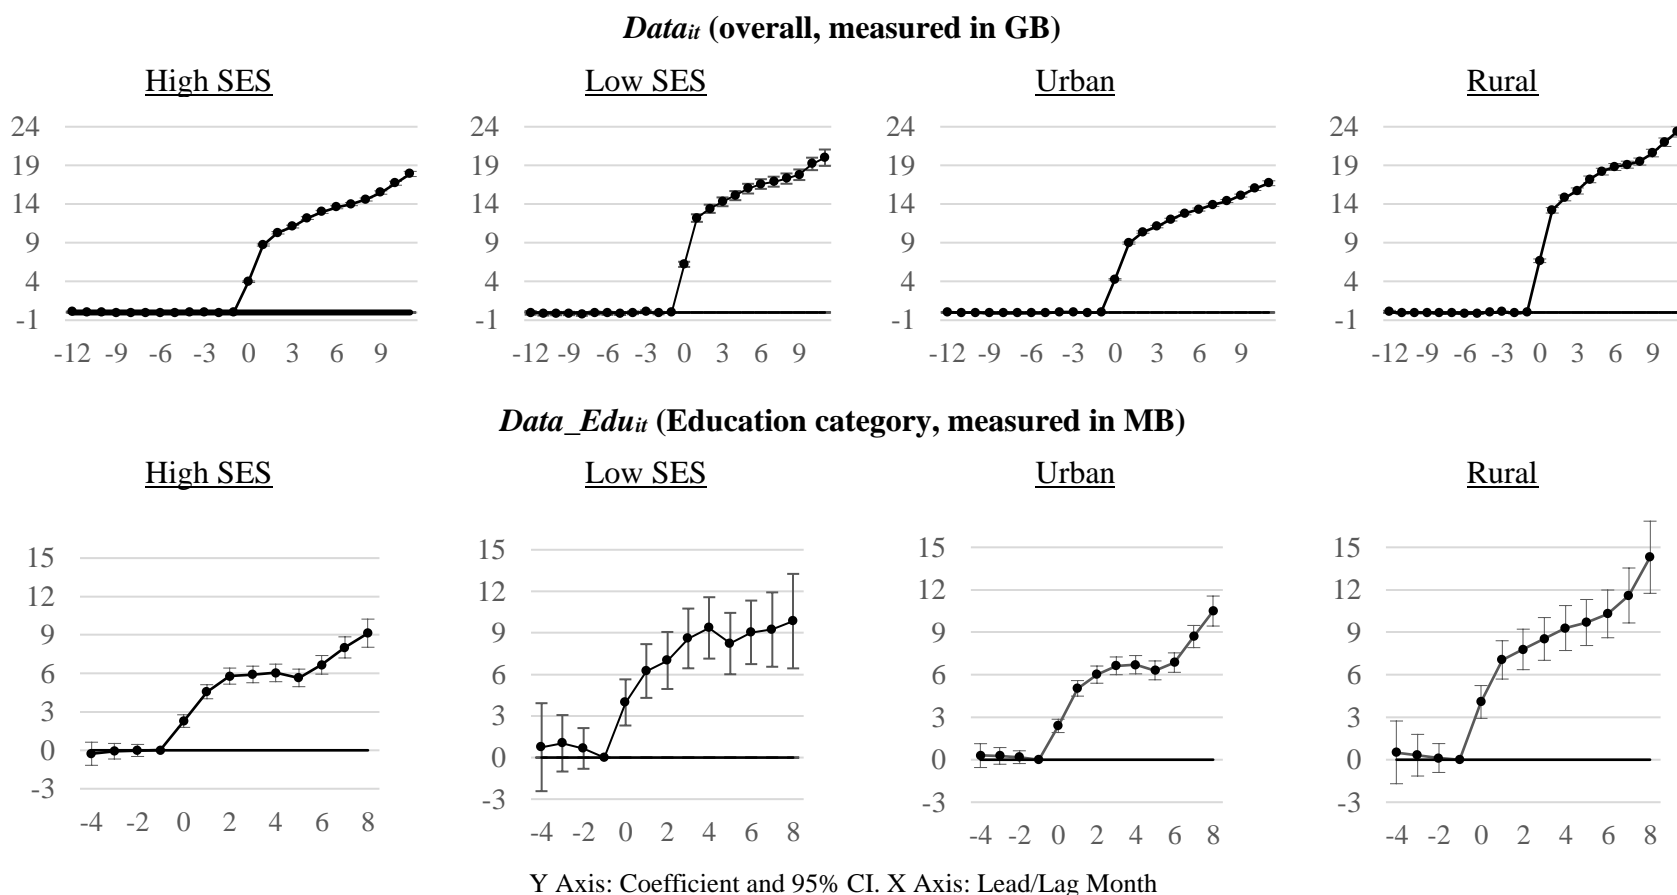 Data_it (overall, measured in GB)
High SES Low SES Urban Rural
24 24 24 24
19 19 19 19
14 14 14 14
9 9 9 9
4 4 4 4
-1 -1 -1 -1
-12 -9 -6 -3 0 3 6 9 -12 -9 -6 -3 0 3 6 9 -12 -9 -6 -3 0 3 6 9 -12 -9 -6 -3 0 3 6 9
Data_Edu_it (Education category, measured in MB)
High SES Low SES Urban Rural
15 15 15 15
12 12 12 12
9 9 9 9
6 6 6 6
3 3 3 3
0 0 0 0
-3 -3 -3 -3
-4 -2 0 2 4 6 8 -4 -2 0 2 4 6 8 -4 -2 0 2 4 6 8 -4 -2 0 2 4 6 8
Y Axis: Coefficient and 95% CI. X Axis: Lead/Lag Month